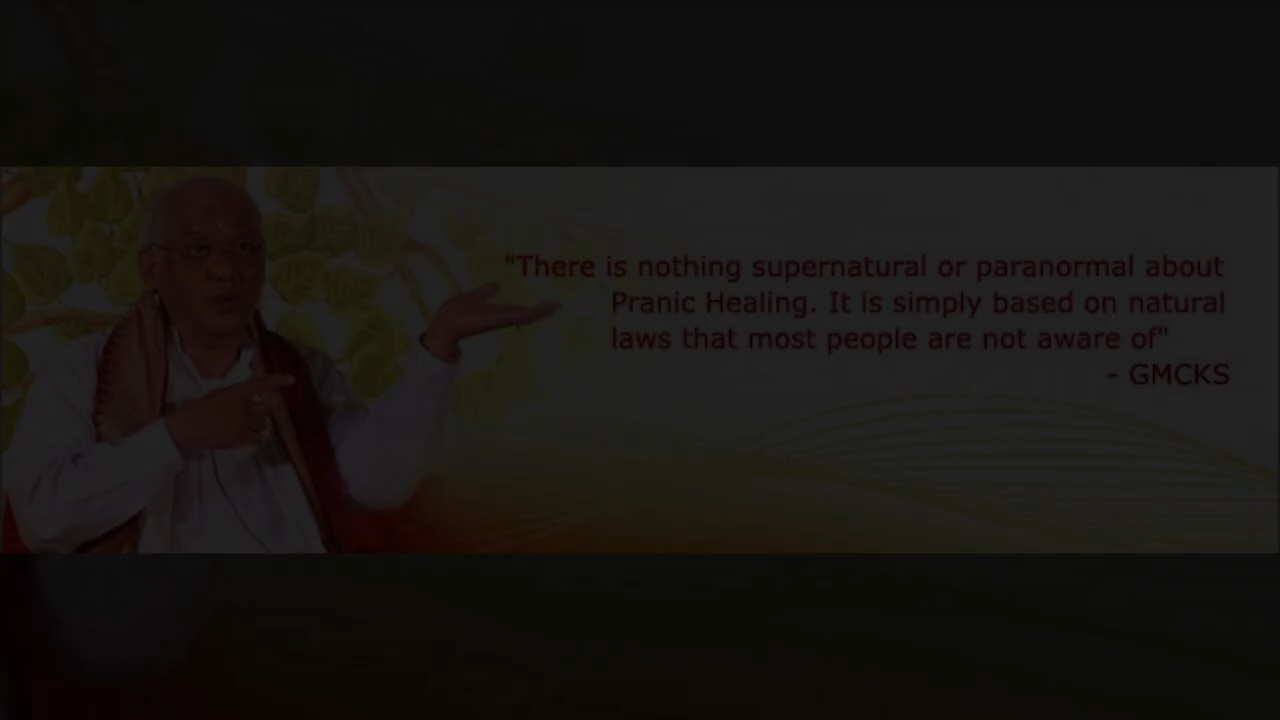 "There is nothing supernatural or paranormal about
Pranic Healing. It is simply based on natural
laws that most people are not aware of"
- GMCKS